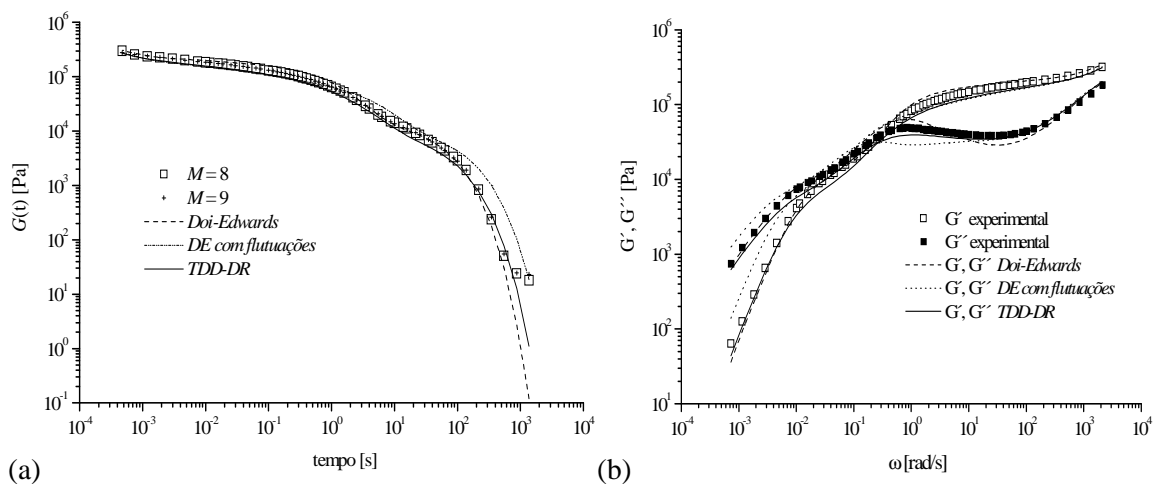 10^6
10^5
10^4
10^3
10^2
10^1
10^0
10^-1
G(t) [Pa]
M = 8
M = 9
Doi-Edwards
DE com flutuações
TDD-DR
10^-4 10^-3 10^-2 10^-1 10^0 10^1 10^2 10^3 10^4
tempo [s]
(a)
10^6
10^5
10^4
10^3
10^2
10^1
G´, G´´ [Pa]
G´ experimental
G´´ experimental
G´, G´´ Doi-Edwards
G´, G´´ DE com flutuações
G´, G´´ TDD-DR
10^-4 10^-3 10^-2 10^-1 10^0 10^1 10^2 10^3 10^4
ω [rad/s]
(b)